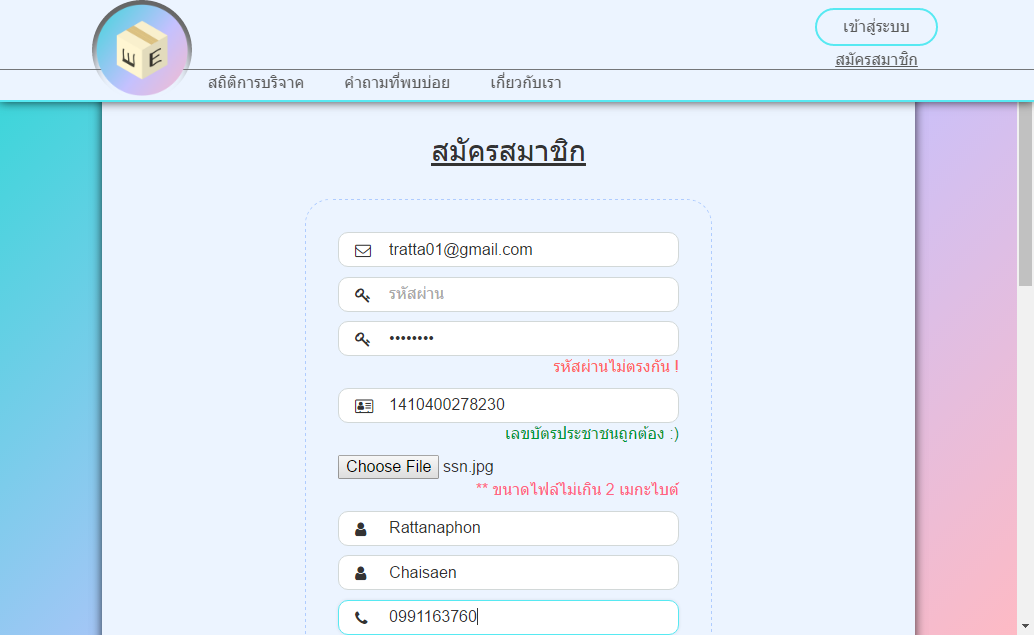 เข้าสู่ระบบ
สมัครสมาชิก
E E
สถิติการบริจาค คำถามที่พบบ่อย เกี่ยวกับเรา
สมัครสมาชิก
tratta01@gmail.com
รหัสผ่าน
••••••••
รหัสผ่านไม่ตรงกัน !
1410400278230
เลขบัตรประชาชนถูกต้อง :)
Choose File ssn.jpg
** ขนาดไฟล์ไม่เกิน 2 เมกะไบต์
Rattanaphon
Chaisaen
0991163760